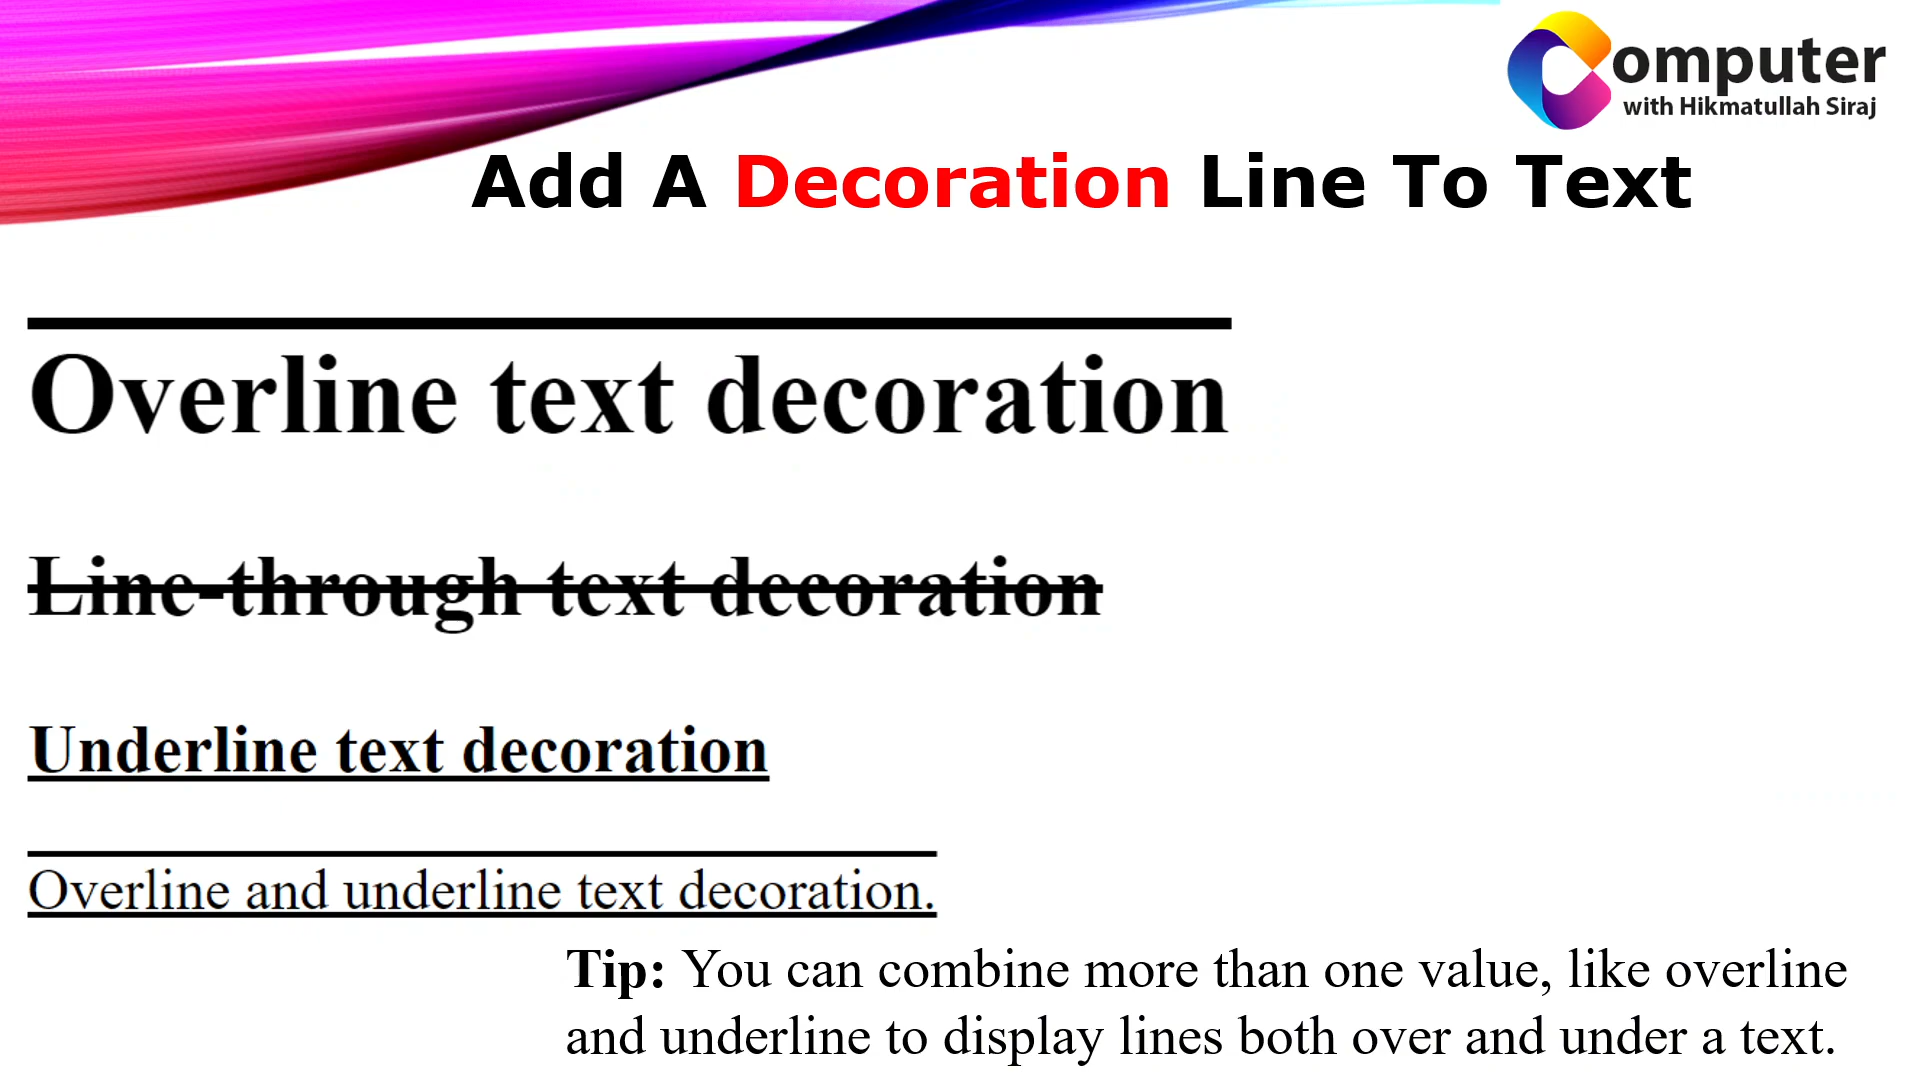 Computer
with Hikmatullah Siraj
Add A Decoration Line To Text
Overline text decoration
Line-through text decoration
Underline text decoration
Overline and underline text decoration.
Tip: You can combine more than one value, like overline
and underline to display lines both over and under a text.